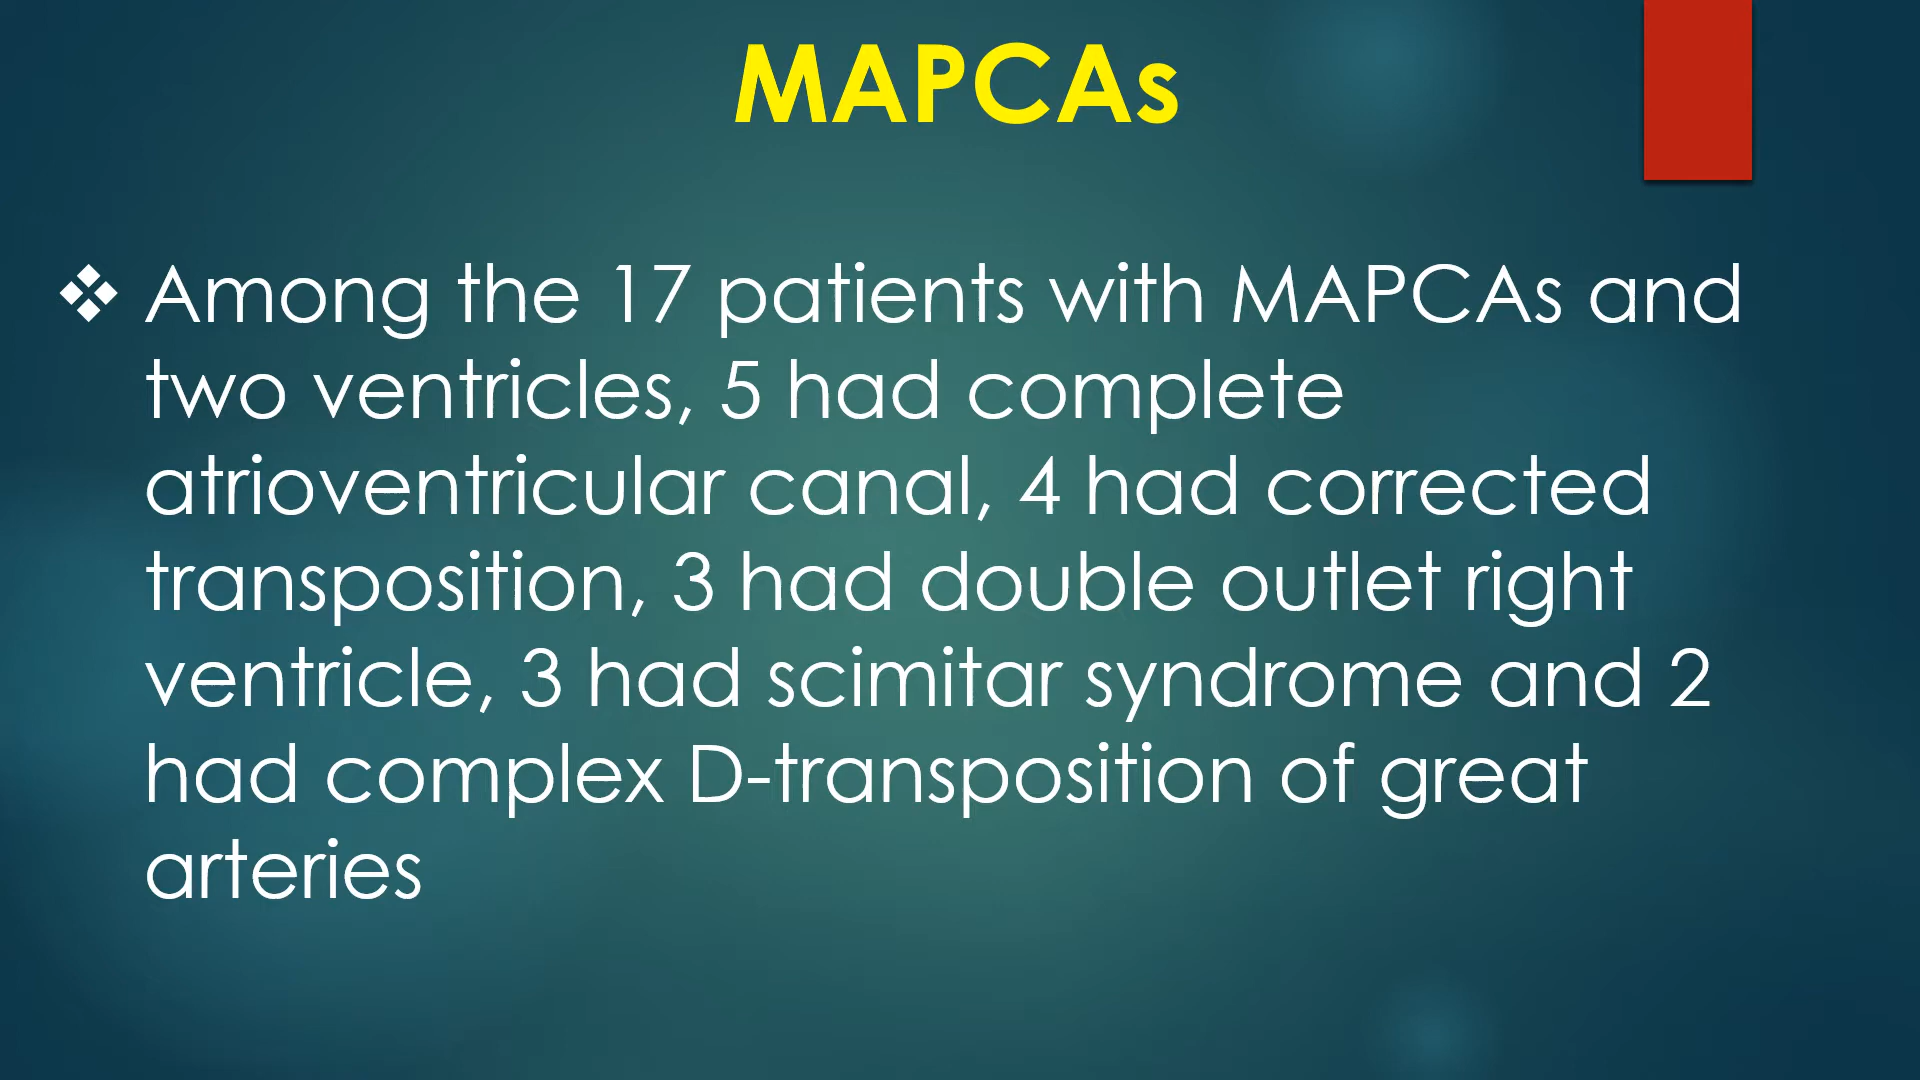 MAPCAs
❖ Among the 17 patients with MAPCAs and
two ventricles, 5 had complete
atrioventricular canal, 4 had corrected
transposition, 3 had double outlet right
ventricle, 3 had scimitar syndrome and 2
had complex D-transposition of great
arteries